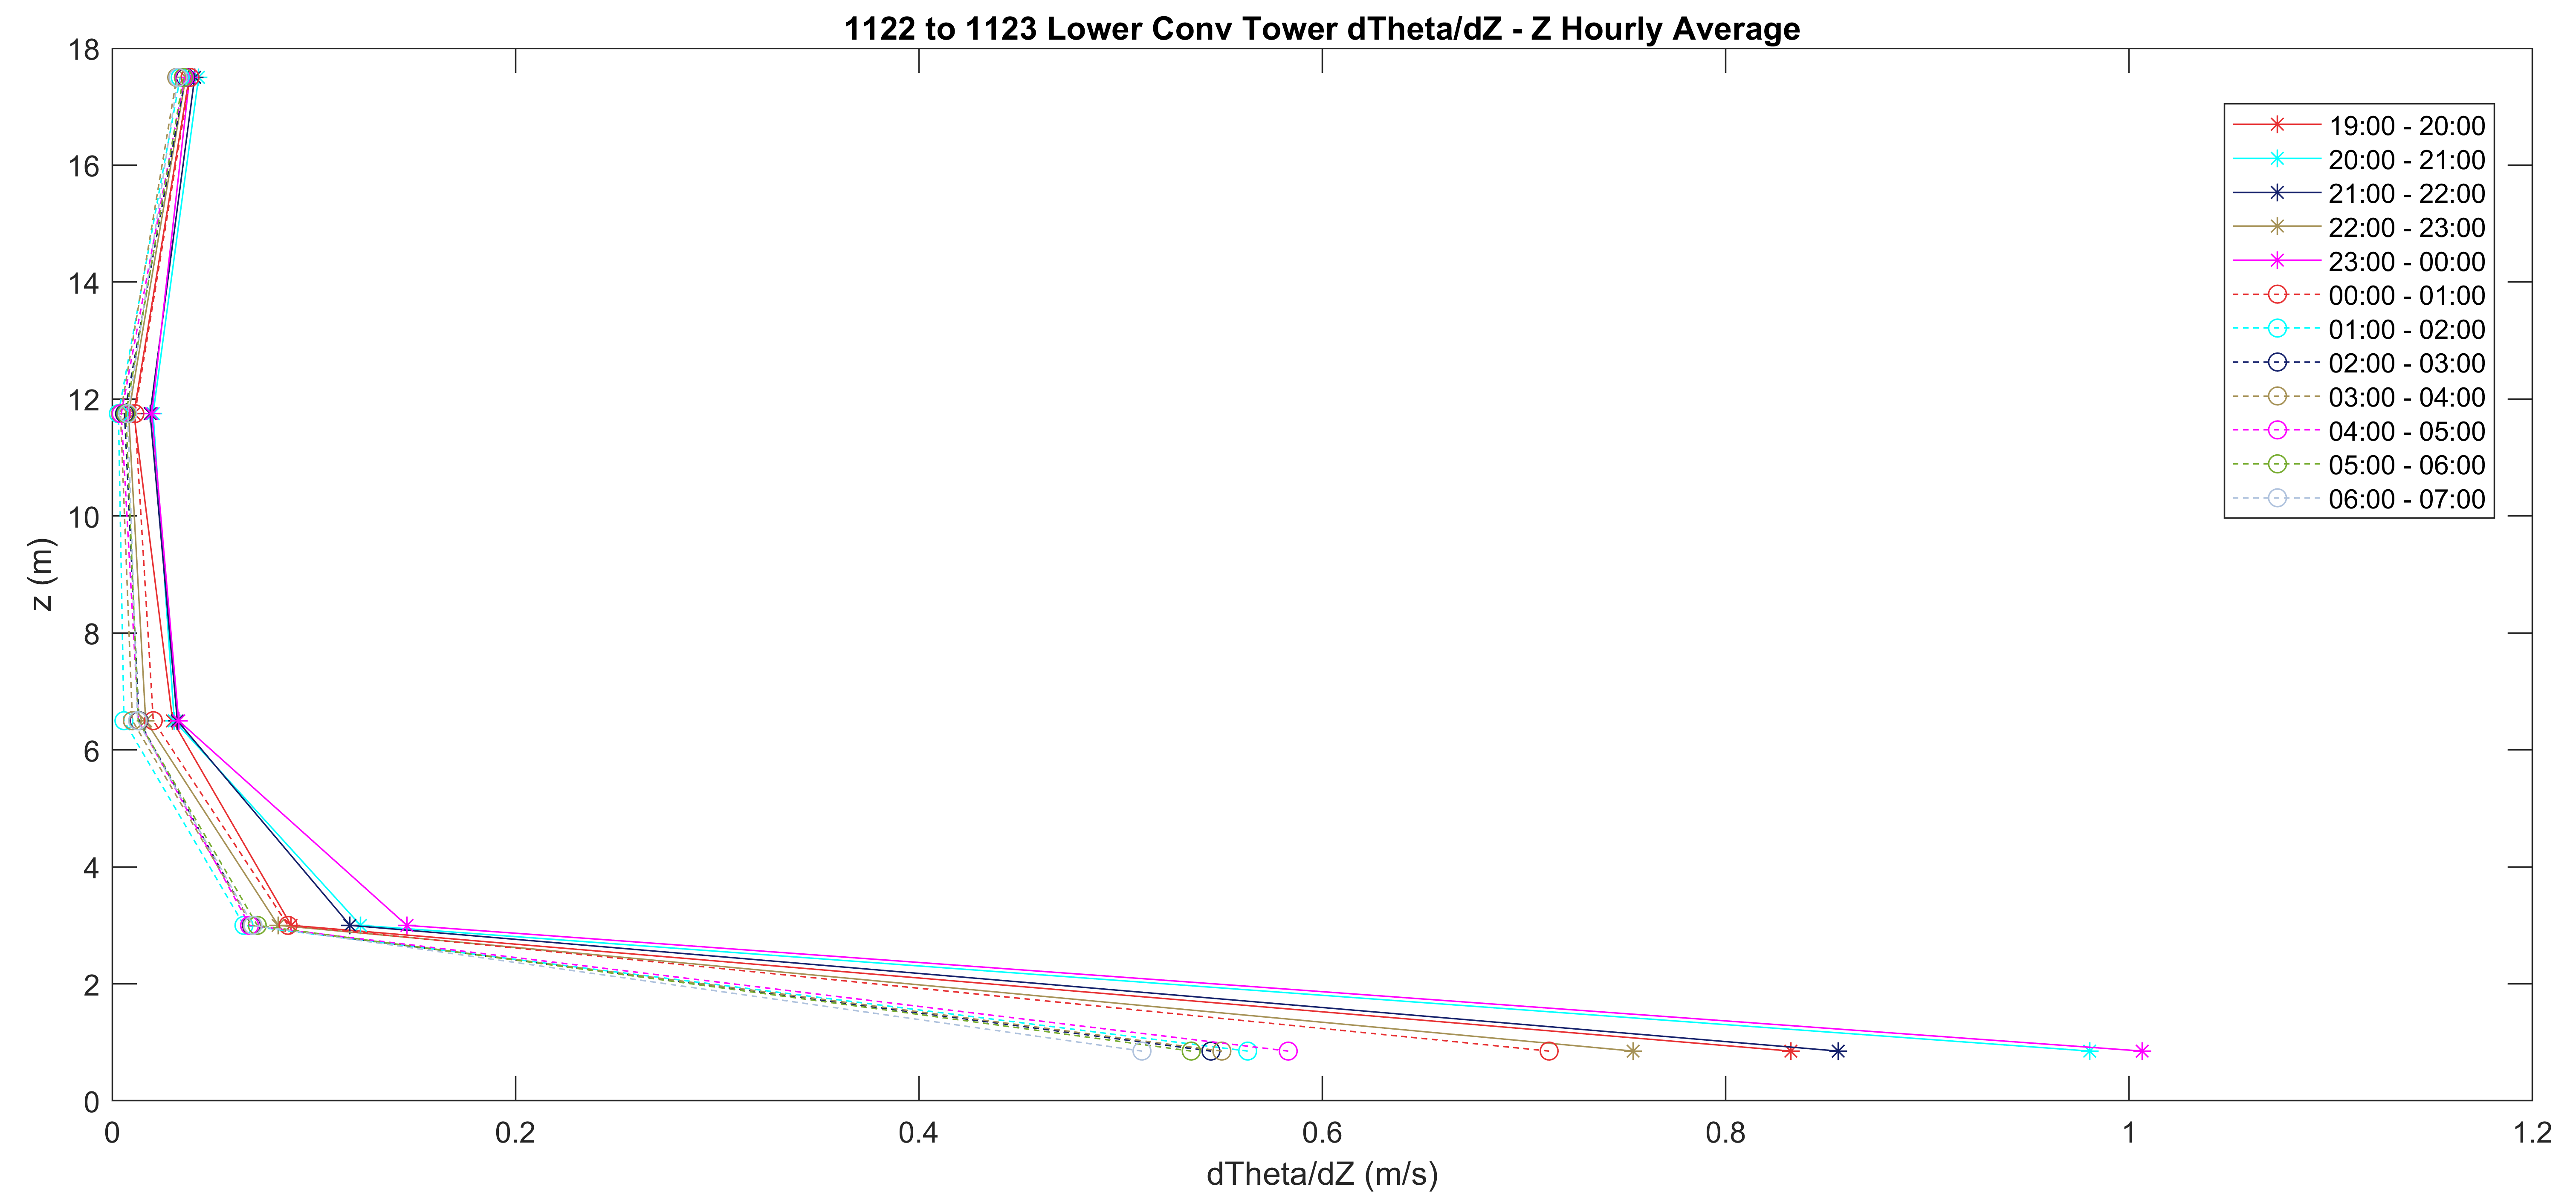 1122 to 1123 Lower Conv Tower dTheta/dZ - Z Hourly Average
18
16
14
12
10
8
6
4
2
0
z (m)
19:00 - 20:00
20:00 - 21:00
21:00 - 22:00
22:00 - 23:00
23:00 - 00:00
00:00 - 01:00
01:00 - 02:00
02:00 - 03:00
03:00 - 04:00
04:00 - 05:00
05:00 - 06:00
06:00 - 07:00
0 0.2 0.4 0.6 0.8 1 1.2
dTheta/dZ (m/s)